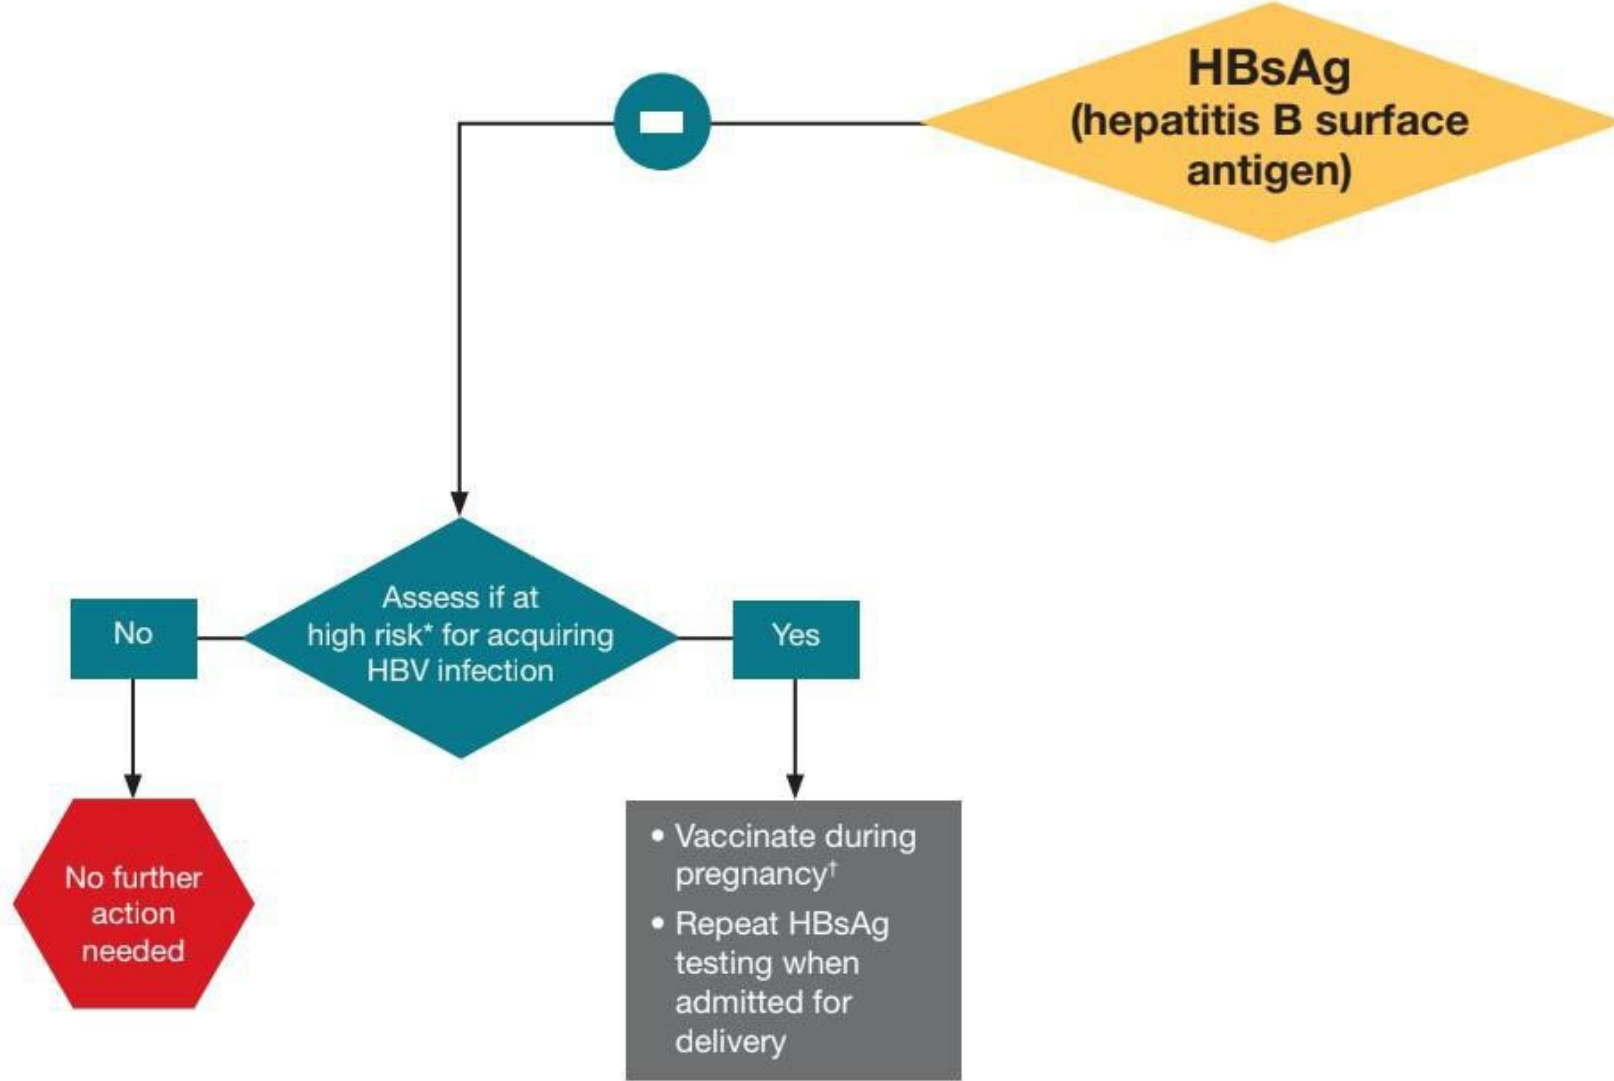 HBsAg
(hepatitis B surface
antigen)
Assess if at
high risk* for acquiring
HBV infection
No
Yes
No further
action
needed
• Vaccinate during
pregnancy†
• Repeat HBsAg
testing when
admitted for
delivery